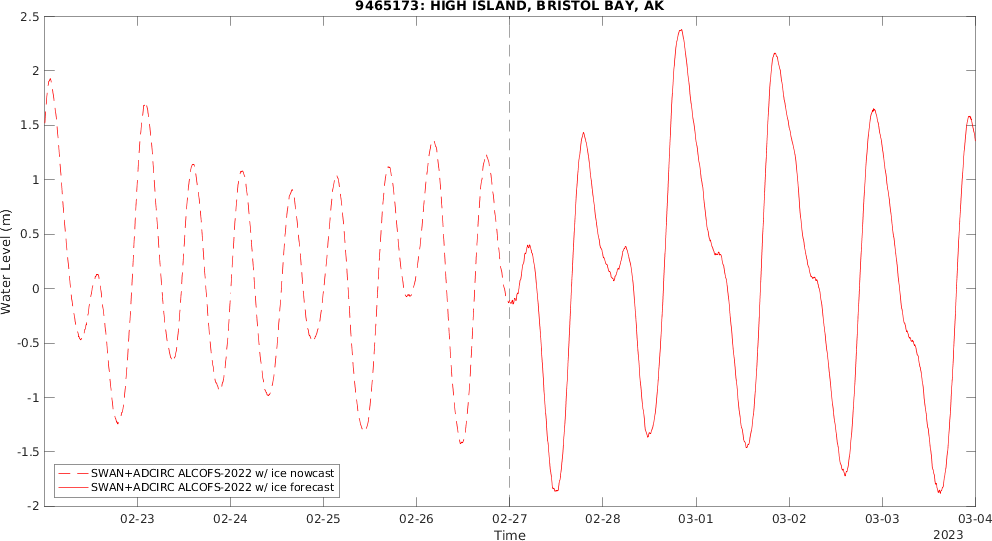 9465173: HIGH ISLAND, BRISTOL BAY, AK
2.5
2
1.5
1
0.5
0
-0.5
-1
-1.5
-2
Water Level (m)
SWAN+ADCIRC ALCOFS-2022 w/ ice nowcast
SWAN+ADCIRC ALCOFS-2022 w/ ice forecast
02-23 02-24 02-25 02-26 02-27 02-28 03-01 03-02 03-03 03-04
Time
2023